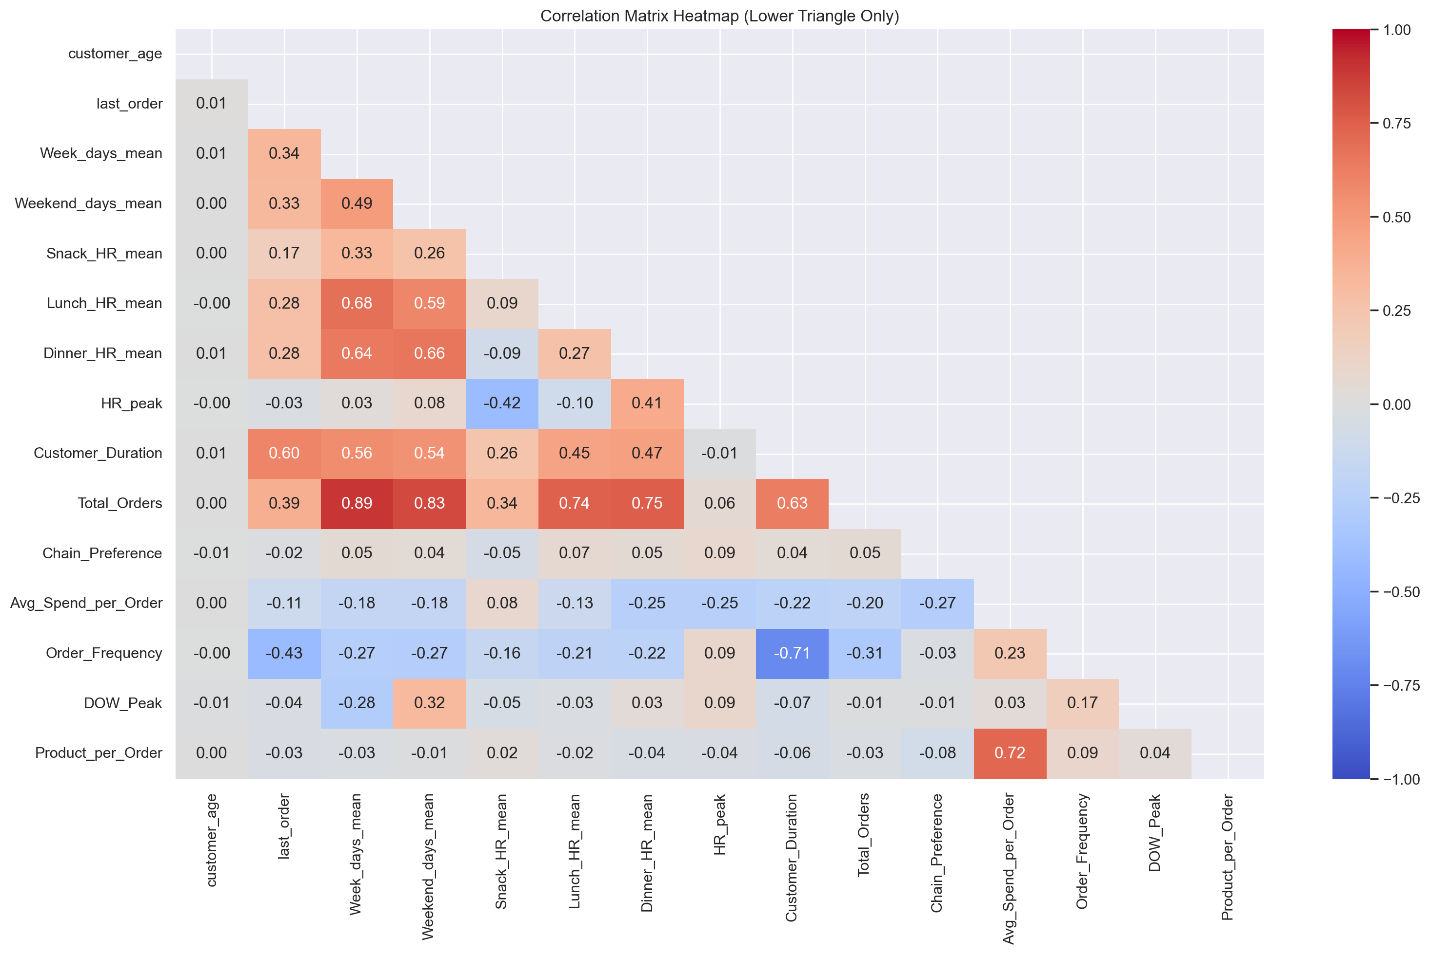 Correlation Matrix Heatmap (Lower Triangle Only)
customer_age
last_order 0.01
Week_days_mean 0.01 0.34
Weekend_days_mean 0.00 0.33 0.49
Snack_HR_mean 0.00 0.17 0.33 0.26
Lunch_HR_mean -0.00 0.28 0.68 0.59 0.09
Dinner_HR_mean 0.01 0.28 0.64 0.66 -0.09 0.27
HR_peak -0.00 -0.03 0.03 0.08 -0.42 -0.10 0.41
Customer_Duration 0.01 0.60 0.56 0.54 0.26 0.45 0.47 -0.01
Total_Orders 0.00 0.39 0.89 0.83 0.34 0.74 0.75 0.06 0.63
Chain_Preference -0.01 -0.02 0.05 0.04 -0.05 0.07 0.05 0.09 0.04 0.05
Avg_Spend_per_Order 0.00 -0.11 -0.18 -0.18 0.08 -0.13 -0.25 -0.25 -0.22 -0.20 -0.27
Order_Frequency -0.00 -0.43 -0.27 -0.27 -0.16 -0.21 -0.22 0.09 -0.71 -0.31 -0.03 0.23
DOW_Peak -0.01 -0.04 -0.28 0.32 -0.05 -0.03 0.03 0.09 -0.07 -0.01 -0.01 0.03 0.17
Product_per_Order 0.00 -0.03 -0.03 -0.01 0.02 -0.02 -0.04 -0.04 -0.06 -0.03 -0.08 0.72 0.09 0.04
customer_age
last_order
Week_days_mean
Weekend_days_mean
Snack_HR_mean
Lunch_HR_mean
Dinner_HR_mean
HR_peak
Customer_Duration
Total_Orders
Chain_Preference
Avg_Spend_per_Order
Order_Frequency
DOW_Peak
Product_per_Order
1.00
0.75
0.50
0.25
0.00
−0.25
−0.50
−0.75
−1.00